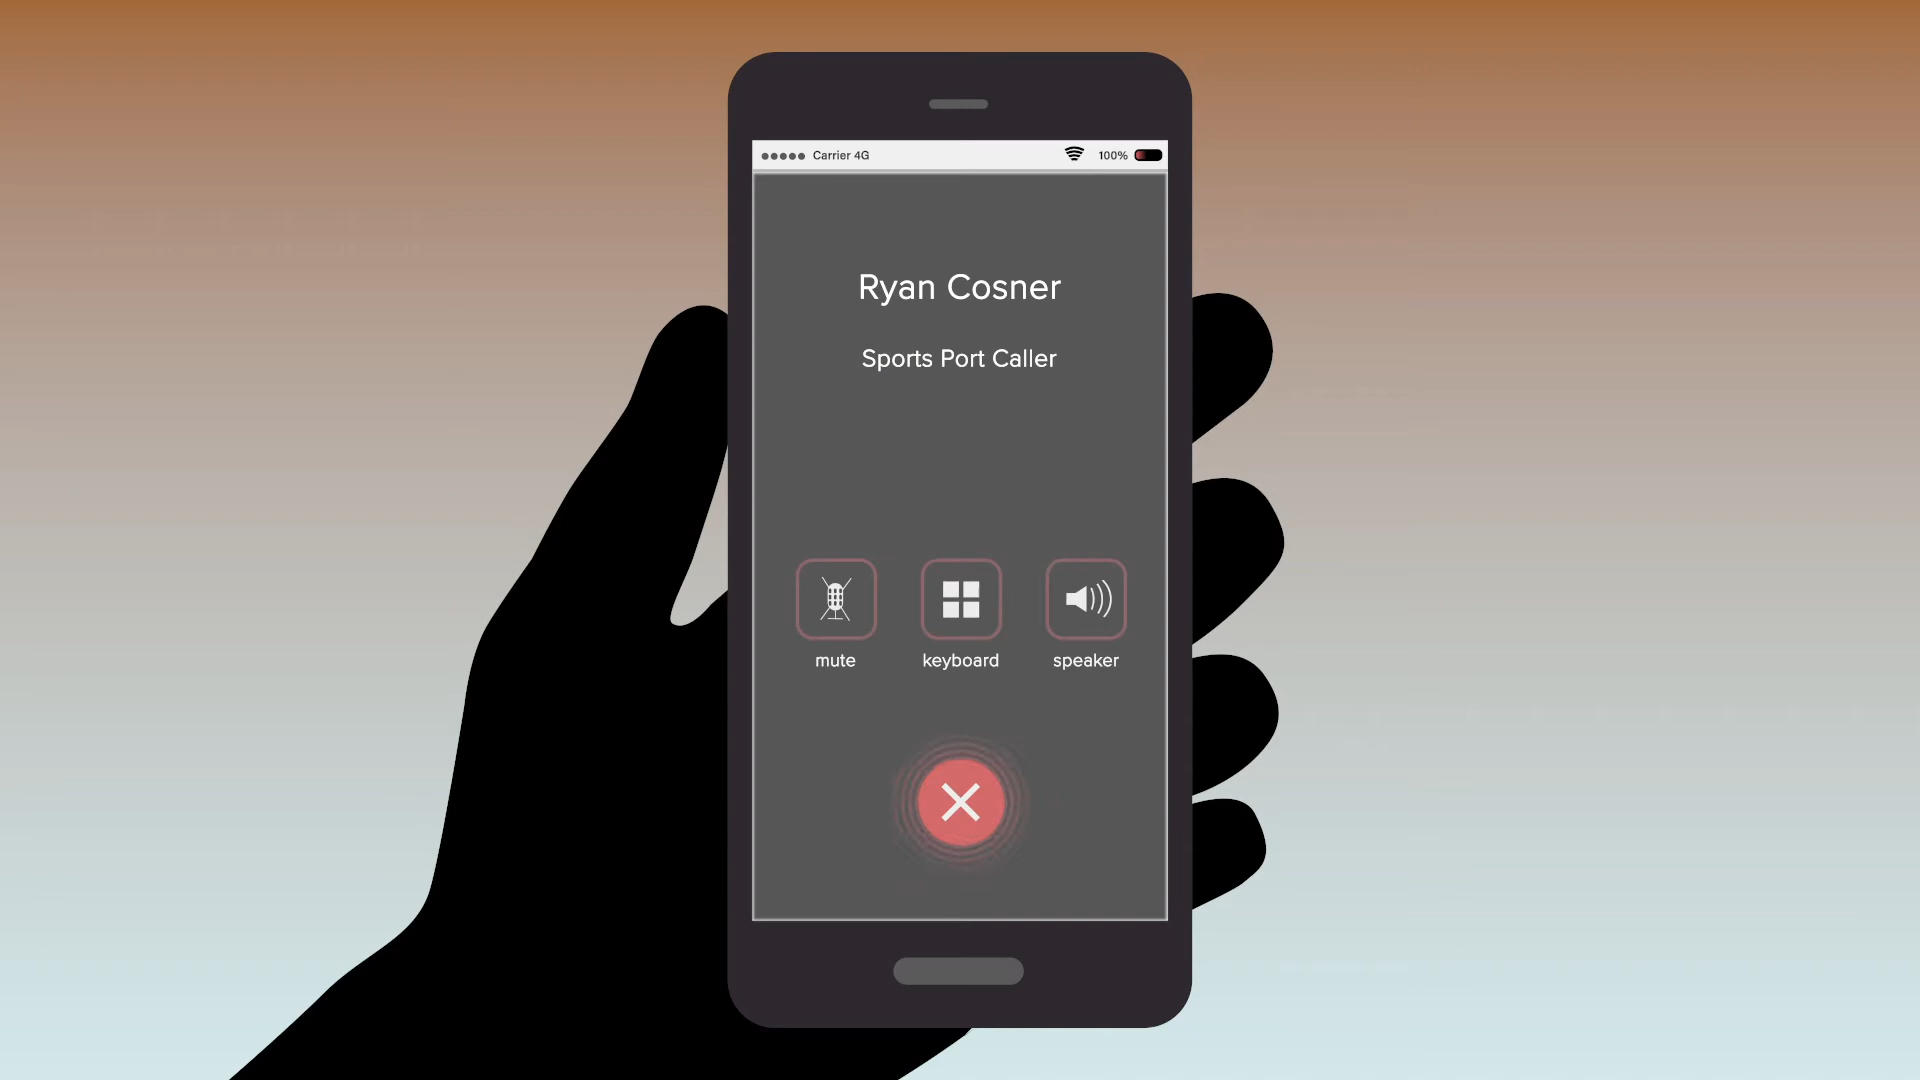 Carrier 4G 100%
Ryan Cosner
Sports Port Caller
mute keyboard speaker